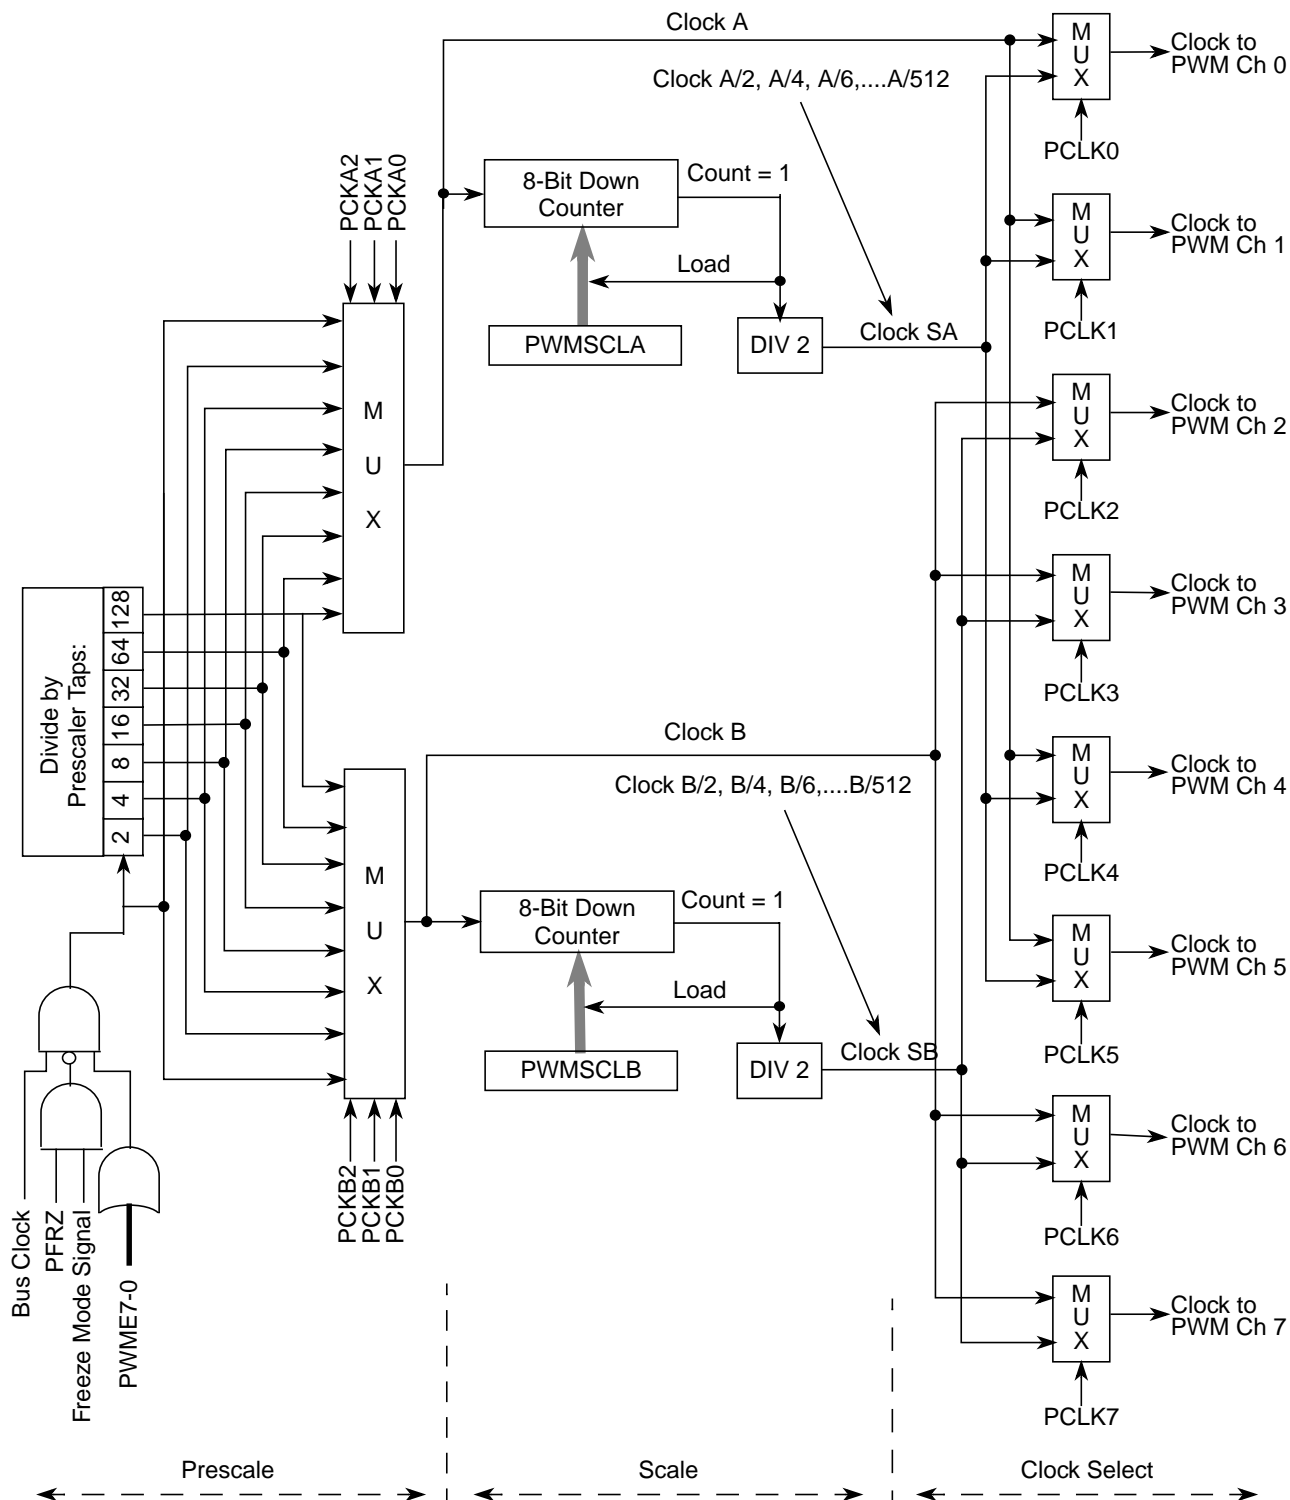 Clock A
Clock A/2, A/4, A/6,....A/512
PCKA2
PCKA1
PCKA0
8-Bit Down
Counter
Count = 1
Load
PWMSCLA
DIV 2
Clock SA
M
U
X
Divide by
Prescaler Taps:
128
64
32
16
8
4
2
Clock B
Clock B/2, B/4, B/6,....B/512
M
U
X
8-Bit Down
Counter
Count = 1
Load
PWMSCLB
DIV 2
Clock SB
PCKB2
PCKB1
PCKB0
Bus Clock
PFRZ
Freeze Mode Signal
PWME7-0
M
U
X
Clock to
PWM Ch 0
PCLK0
M
U
X
Clock to
PWM Ch 1
PCLK1
M
U
X
Clock to
PWM Ch 2
PCLK2
M
U
X
Clock to
PWM Ch 3
PCLK3
M
U
X
Clock to
PWM Ch 4
PCLK4
M
U
X
Clock to
PWM Ch 5
PCLK5
M
U
X
Clock to
PWM Ch 6
PCLK6
M
U
X
Clock to
PWM Ch 7
PCLK7
Prescale
Scale
Clock Select